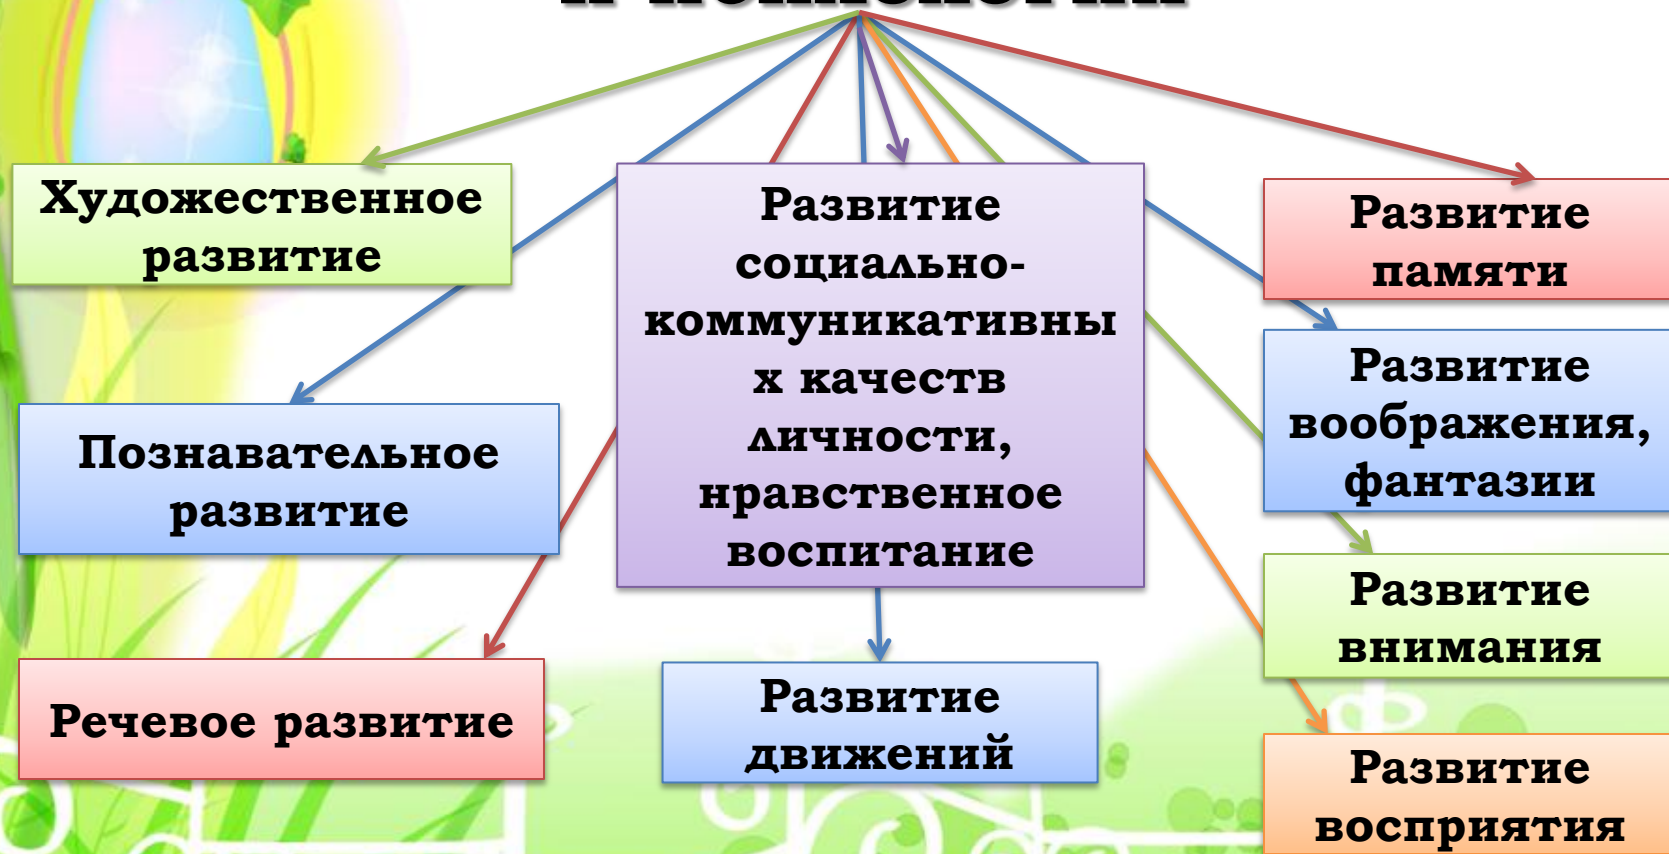 Художественное
развитие
Познавательное
развитие
Речевое развитие
Развитие
социально-
коммуникативны
х качеств
личности,
нравственное
воспитание
Развитие
движений
Развитие
памяти
Развитие
воображения,
фантазии
Развитие
внимания
Развитие
восприятия